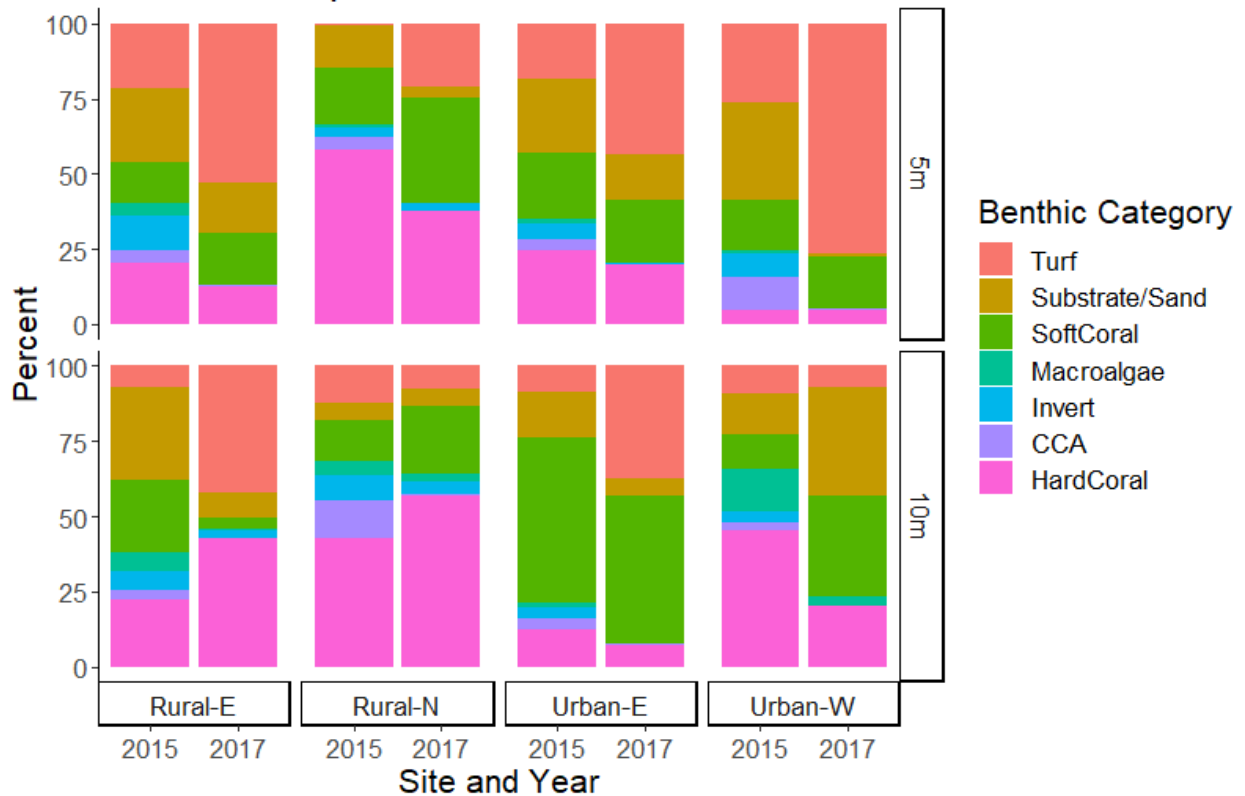 100
75
50
25
0
5m
100
75
50
25
0
10m
Percent
Rural-E Rural-N Urban-E Urban-W
2015 2017 2015 2017 2015 2017 2015 2017
Site and Year
Benthic Category
Turf
Substrate/Sand
SoftCoral
Macroalgae
Invert
CCA
HardCoral